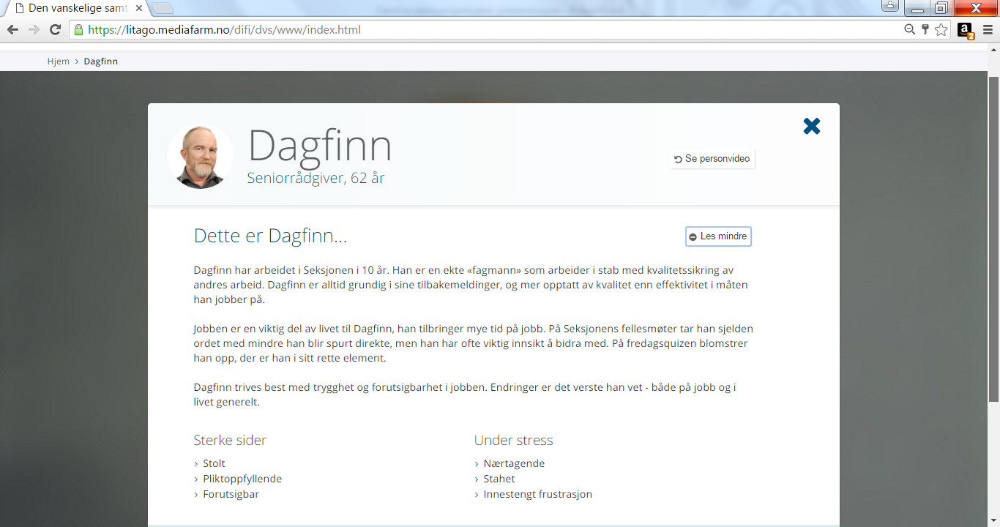 Den vanskelige samt
https://litago.mediafarm.no/difi/dvs/www/index.html
2
Hjem › Dagfinn
Dagfinn
Seniorrådgiver, 62 år
Se personvideo
Dette er Dagfinn...
Les mindre
Dagfinn har arbeidet i Seksjonen i 10 år. Han er en ekte «fagmann» som arbeider i stab med kvalitetssikring av
andres arbeid. Dagfinn er alltid grundig i sine tilbakemeldinger, og mer opptatt av kvalitet enn effektivitet i måten
han jobber på.
Jobben er en viktig del av livet til Dagfinn, han tilbringer mye tid på jobb. På Seksjonens fellesmøter tar han sjelden
ordet med mindre han blir spurt direkte, men han har ofte viktig innsikt å bidra med. På fredagsquizen blomstrer
han opp, der er han i sitt rette element.
Dagfinn trives best med trygghet og forutsigbarhet i jobben. Endringer er det verste han vet - både på jobb og i
livet generelt.
Sterke sider
› Stolt
› Pliktoppfyllende
› Forutsigbar
Under stress
› Nærtagende
› Stahet
› Innestengt frustrasjon